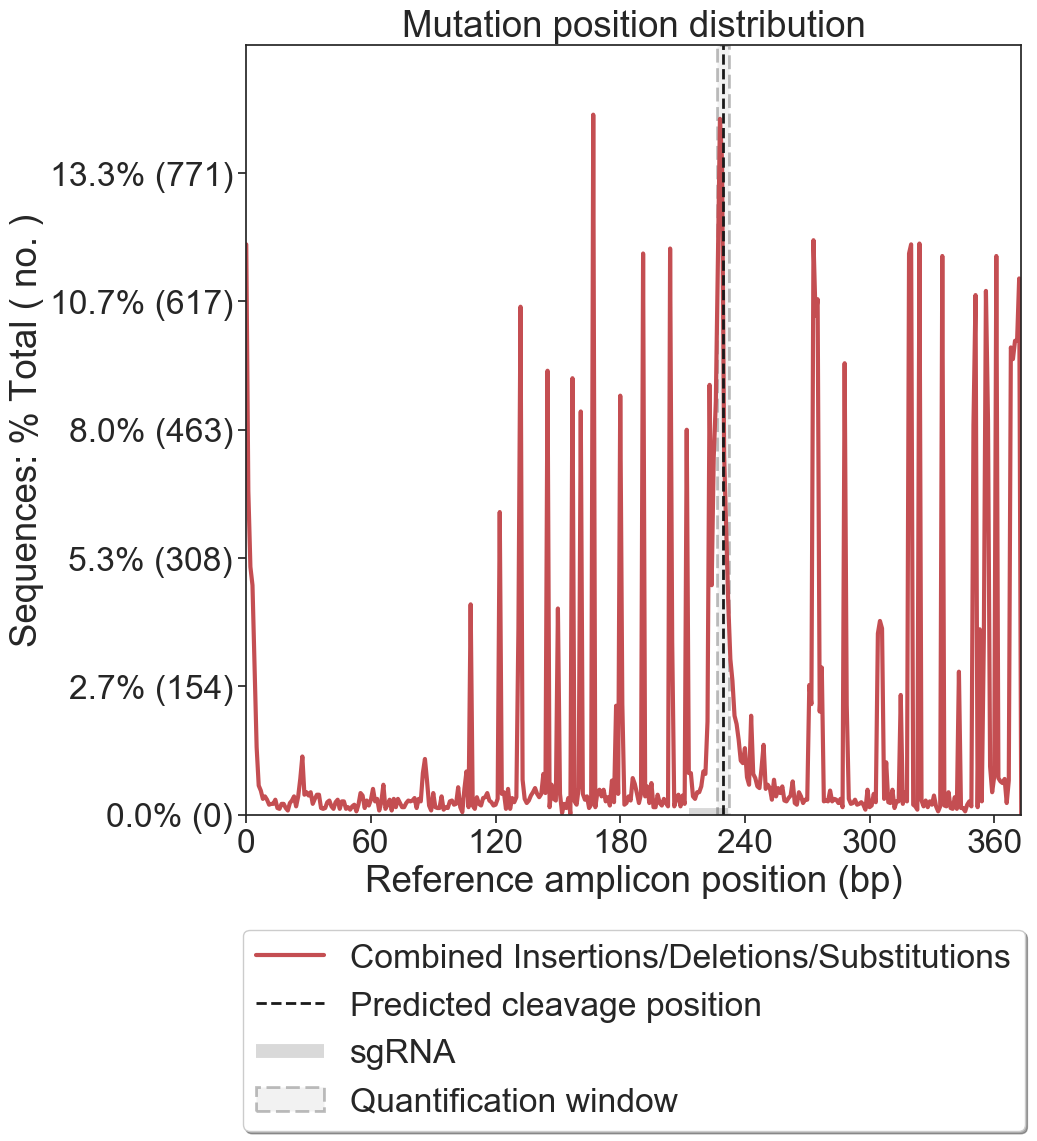 Mutation position distribution
Sequences: % Total ( no. )
13.3% (771)
10.7% (617)
8.0% (463)
5.3% (308)
2.7% (154)
0.0% (0)
0 60 120 180 240 300 360
Reference amplicon position (bp)
Combined Insertions/Deletions/Substitutions
Predicted cleavage position
sgRNA
Quantification window